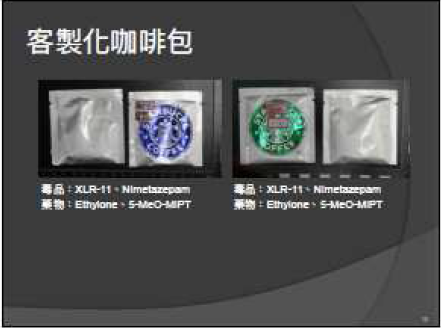 客製化咖啡包
毒品：XLR-11、Nimetazepam
藥物：Ethylone、5-MeO-MIPT
毒品：XLR-11、Nimetazepam
藥物：Ethylone、5-MeO-MIPT
COFFEE